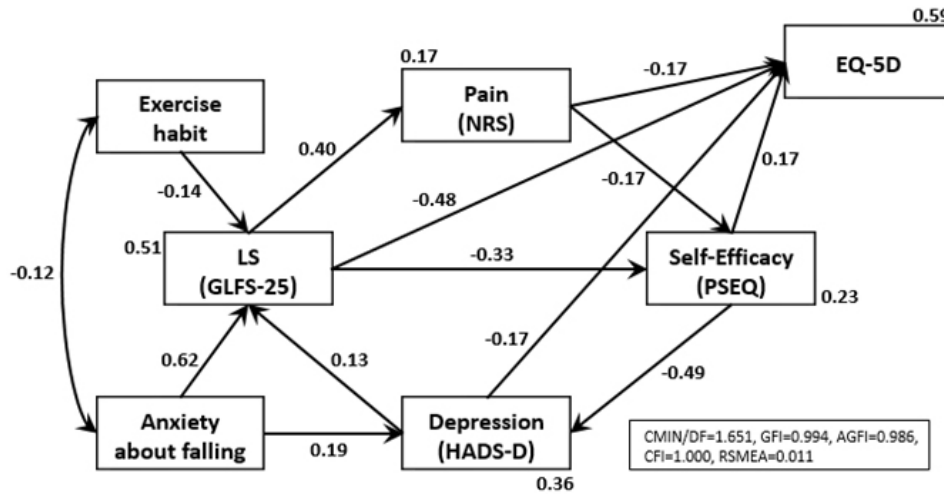 0.59
EQ-5D
0.17
Pain
(NRS)
-0.17
Exercise
habit
0.40
0.17
-0.14
-0.17
-0.48
0.51
LS
(GLFS-25)
-0.33
Self-Efficacy
(PSEQ)
-0.12
0.23
0.62
0.13
-0.17
-0.49
Anxiety
about falling
0.19
Depression
(HADS-D)
0.36
CMIN/DF=1.651, GFI=0.994, AGFI=0.986,
CFI=1.000, RSMEA=0.011